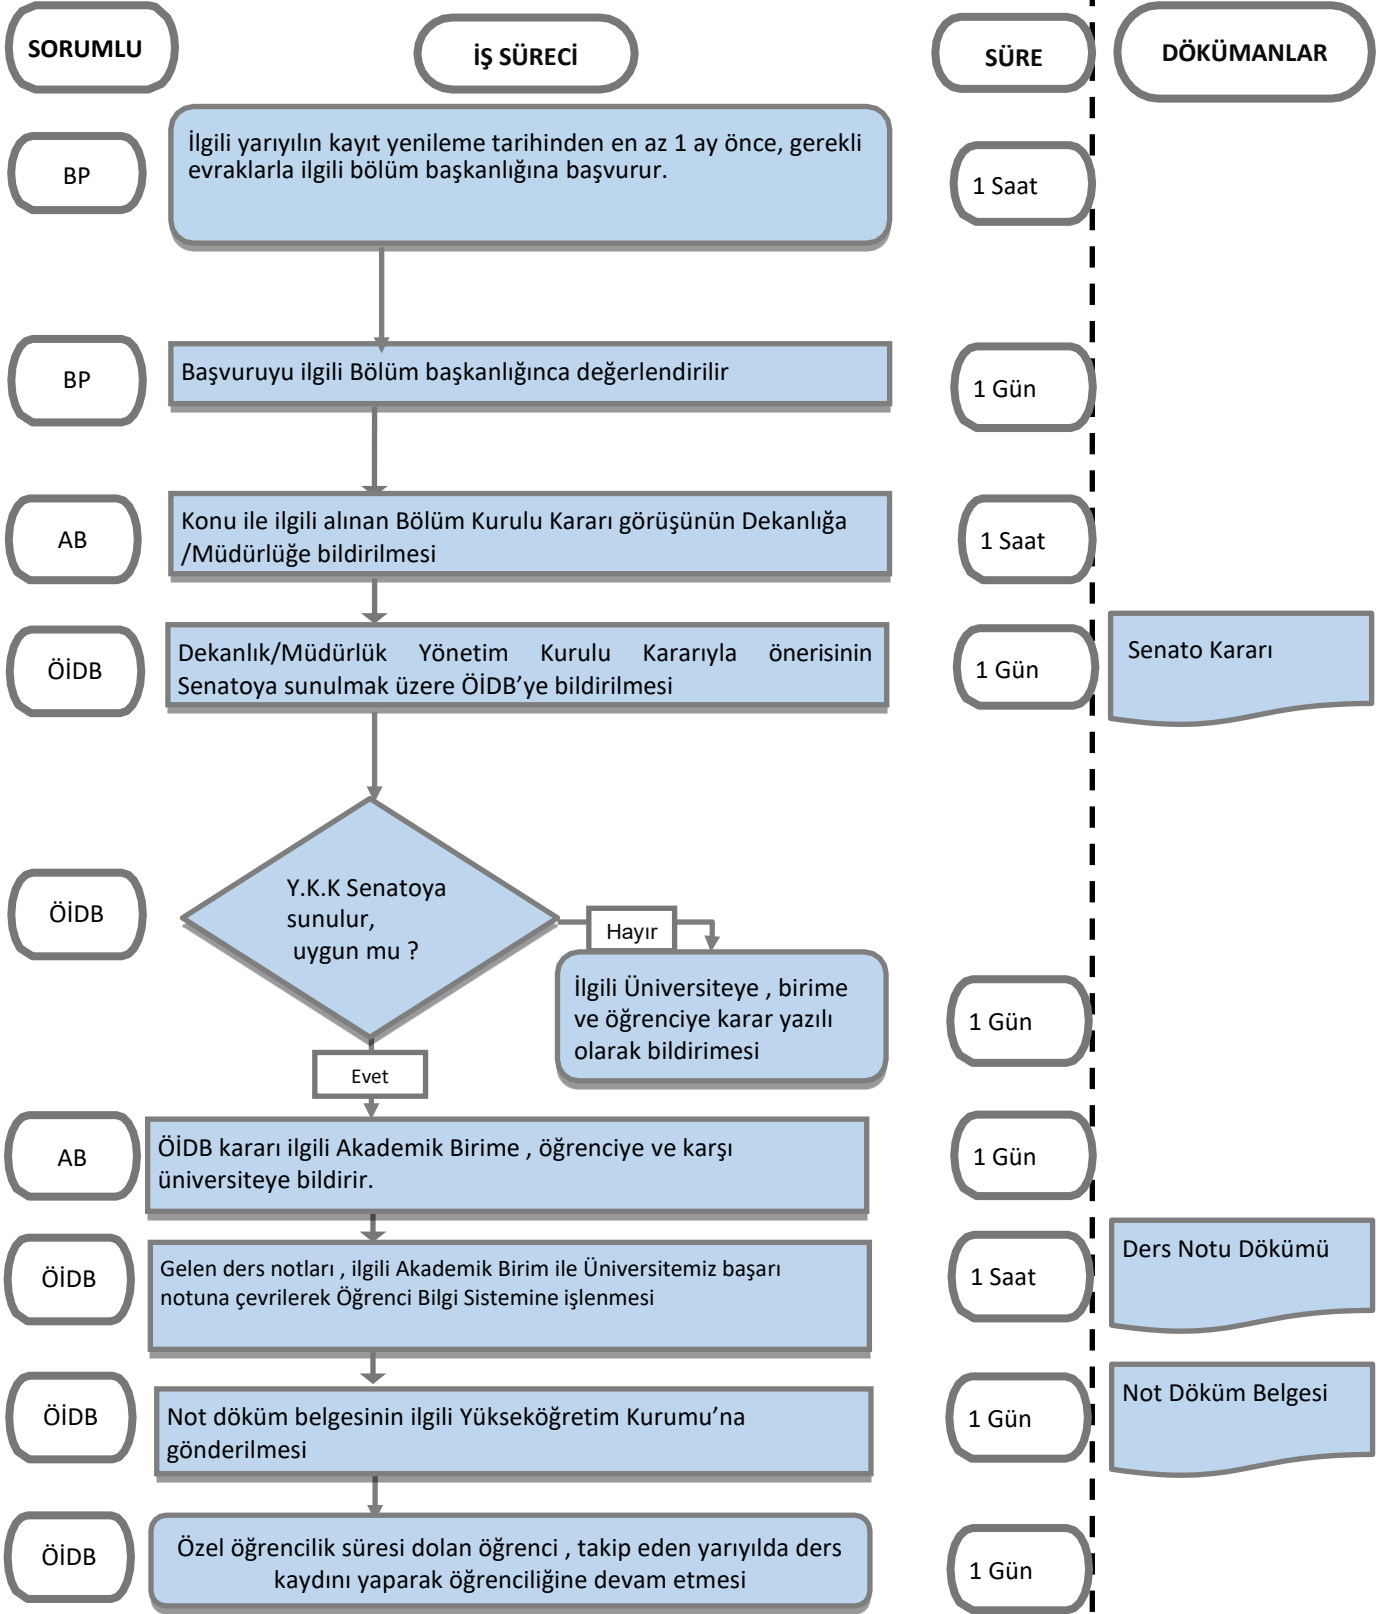 SORUMLU
İŞ SÜRECİ
SÜRE
DÖKÜMANLAR
BP
İlgili yarıyılın kayıt yenileme tarihinden en az 1 ay önce, gerekli
evraklarla ilgili bölüm başkanlığına başvurur.
1 Saat
BP
Başvuruyu ilgili Bölüm başkanlığınca değerlendirilir
1 Gün
AB
Konu ile ilgili alınan Bölüm Kurulu Kararı görüşünün Dekanlığa
/Müdürlüğe bildirilmesi
1 Saat
ÖİDB
Dekanlık/Müdürlük Yönetim Kurulu Kararıyla önerisinin
Senatoya sunulmak üzere ÖİDB’ye bildirilmesi
1 Gün
Senato Kararı
ÖİDB
Y.K.K Senatoya
sunulur,
uygun mu ?
Hayır
İlgili Üniversiteye , birime
ve öğrenciye karar yazılı
olarak bildirimesi
1 Gün
Evet
AB
ÖİDB kararı ilgili Akademik Birime , öğrenciye ve karşı
üniversiteye bildirir.
1 Gün
ÖİDB
Gelen ders notları , ilgili Akademik Birim ile Üniversitemiz başarı
notuna çevrilerek Öğrenci Bilgi Sistemine işlenmesi
1 Saat
Ders Notu Dökümü
ÖİDB
Not döküm belgesinin ilgili Yükseköğretim Kurumu’na
gönderilmesi
1 Gün
Not Döküm Belgesi
ÖİDB
Özel öğrencilik süresi dolan öğrenci , takip eden yarıyılda ders
kaydını yaparak öğrenciliğine devam etmesi
1 Gün